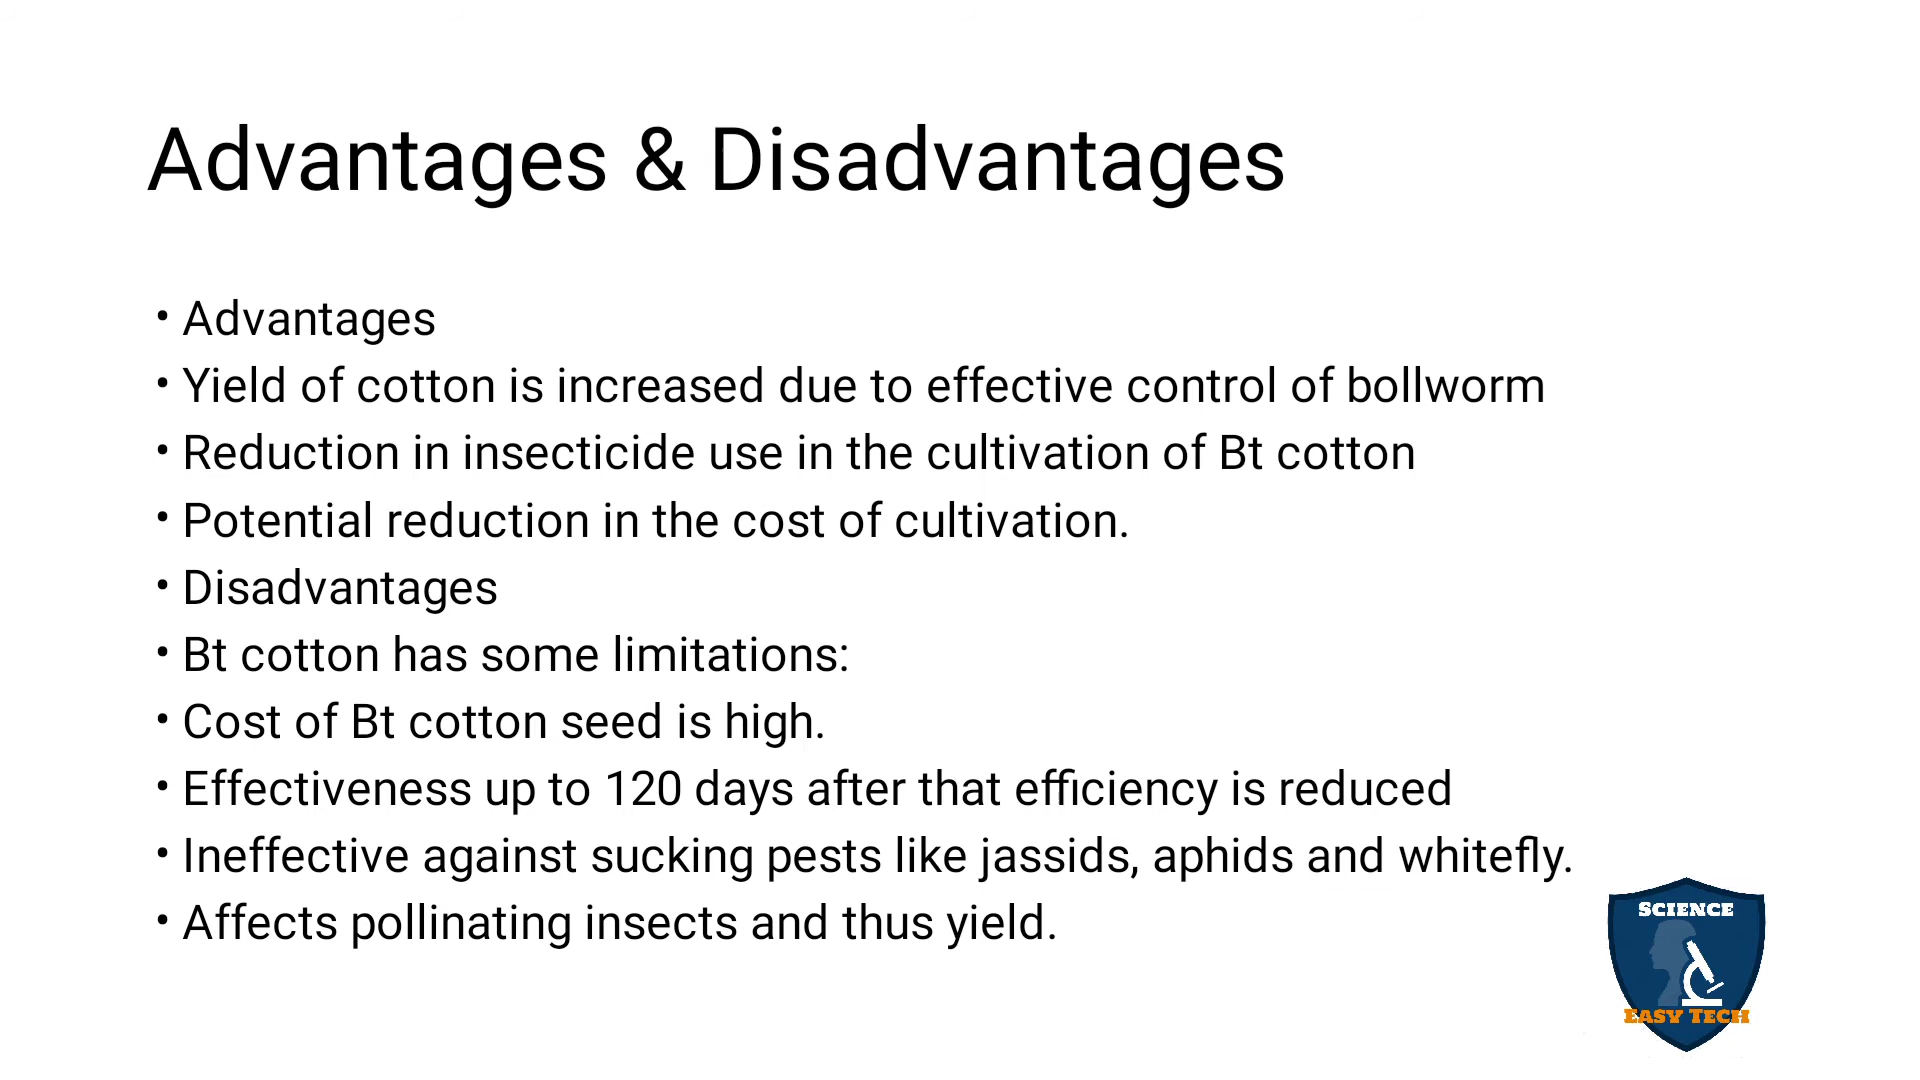 Advantages & Disadvantages
• Advantages
• Yield of cotton is increased due to effective control of bollworm
• Reduction in insecticide use in the cultivation of Bt cotton
• Potential reduction in the cost of cultivation.
• Disadvantages
• Bt cotton has some limitations:
• Cost of Bt cotton seed is high.
• Effectiveness up to 120 days after that efficiency is reduced
• Ineffective against sucking pests like jassids, aphids and whitefly.
• Affects pollinating insects and thus yield.
SCIENCE
EASY TECH